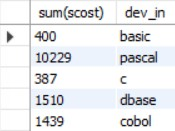 sum(scost) dev_in
400 basic
10229 pascal
387 c
1510 dbase
1439 cobol